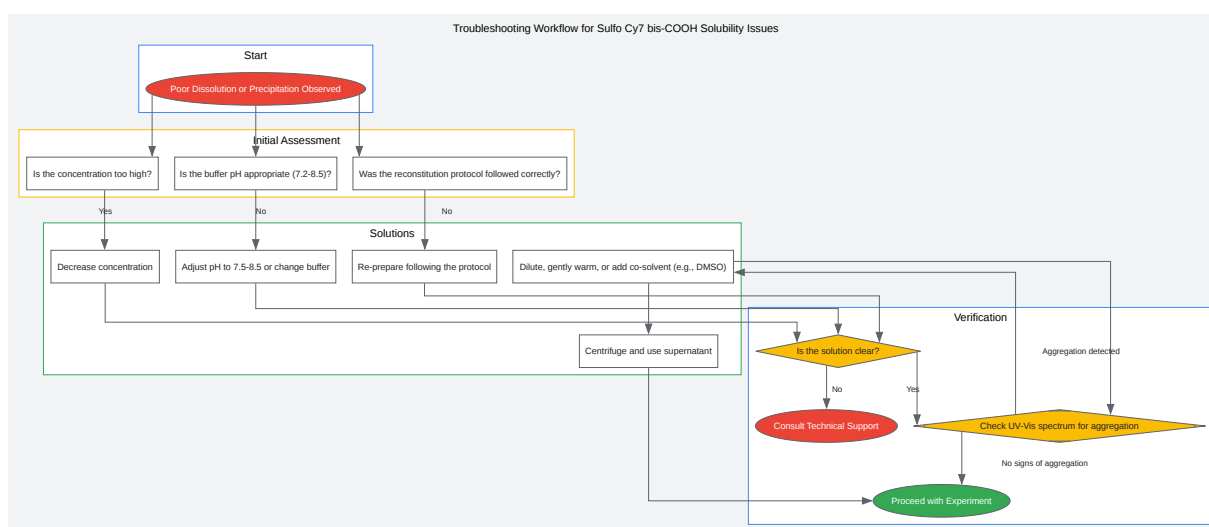 Troubleshooting Workflow for Sulfo Cy7 bis-COOH Solubility Issues
Start
Poor Dissolution or Precipitation Observed
Initial Assessment
Is the concentration too high?
Is the buffer pH appropriate (7.2-8.5)?
Was the reconstitution protocol followed correctly?
Yes
No
No
Solutions
Decrease concentration
Adjust pH to 7.5-8.5 or change buffer
Re-prepare following the protocol
Dilute, gently warm, or add co-solvent (e.g., DMSO)
Verification
Centrifuge and use supernatant
Is the solution clear?
Aggregation detected
No
Yes
Consult Technical Support
Check UV-Vis spectrum for aggregation
No signs of aggregation
Proceed with Experiment